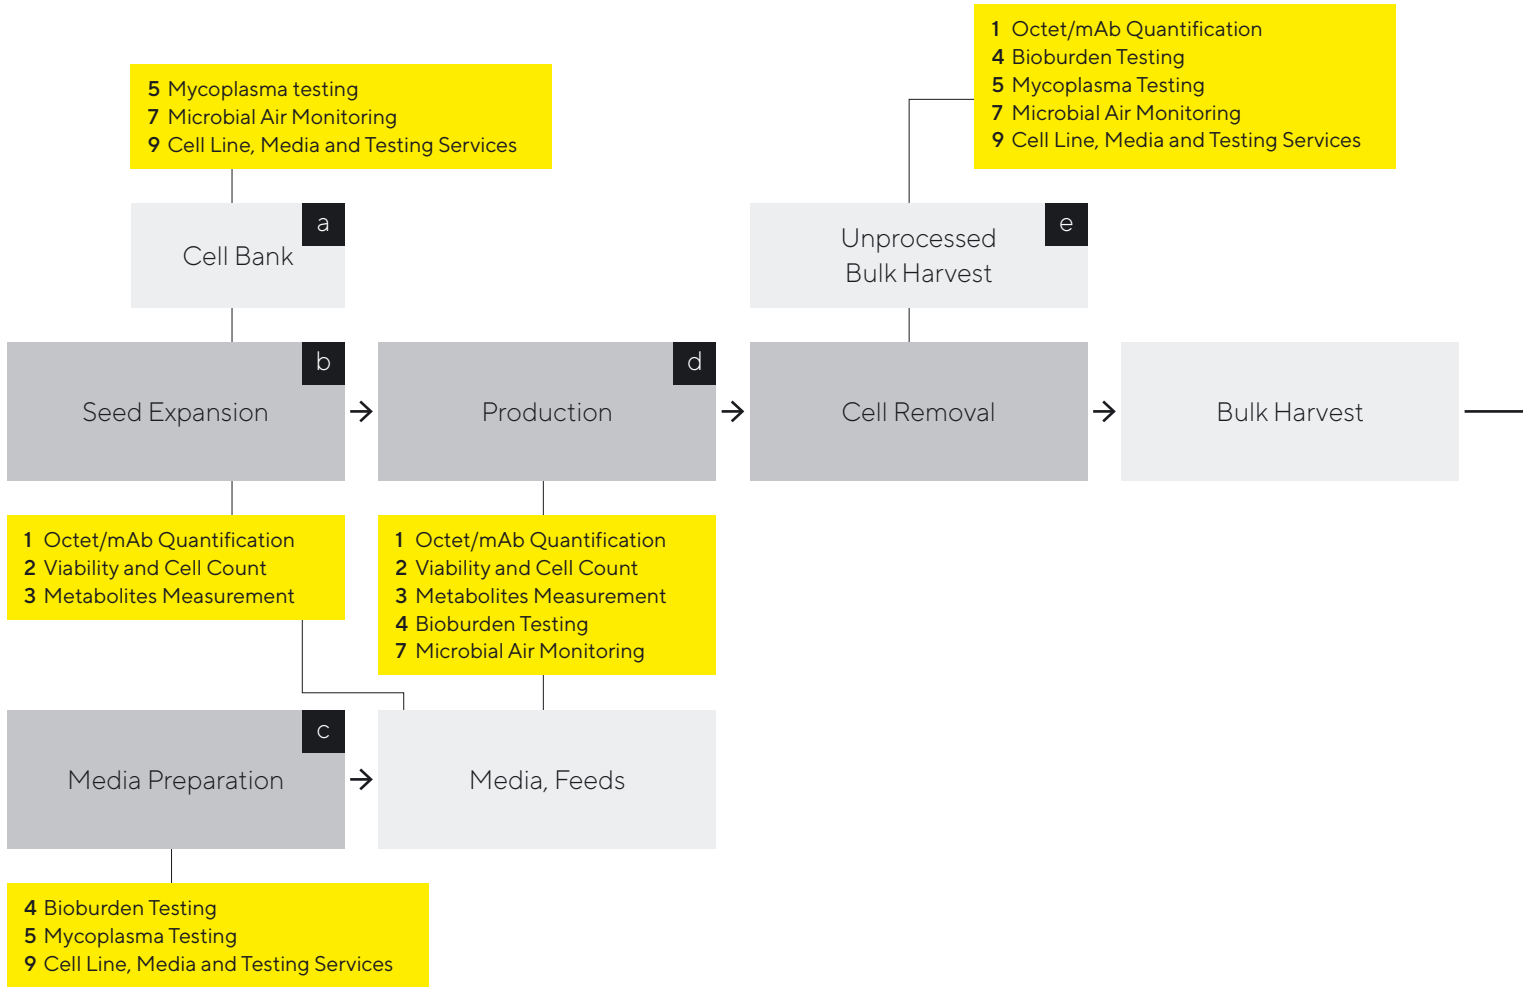 1 Octet/mAb Quantification
4 Bioburden Testing
5 Mycoplasma Testing
7 Microbial Air Monitoring
9 Cell Line, Media and Testing Services
5 Mycoplasma testing
7 Microbial Air Monitoring
9 Cell Line, Media and Testing Services
a
Cell Bank
e
Unprocessed
Bulk Harvest
b
Seed Expansion
d
Production
Cell Removal
Bulk Harvest
1 Octet/mAb Quantification
2 Viability and Cell Count
3 Metabolites Measurement
1 Octet/mAb Quantification
2 Viability and Cell Count
3 Metabolites Measurement
4 Bioburden Testing
7 Microbial Air Monitoring
c
Media Preparation
Media, Feeds
4 Bioburden Testing
5 Mycoplasma Testing
9 Cell Line, Media and Testing Services